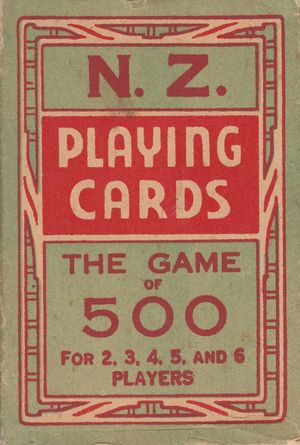 N. Z.
PLAYING
CARDS
THE GAME
OF
500
FOR 2, 3, 4, 5, AND 6
PLAYERS